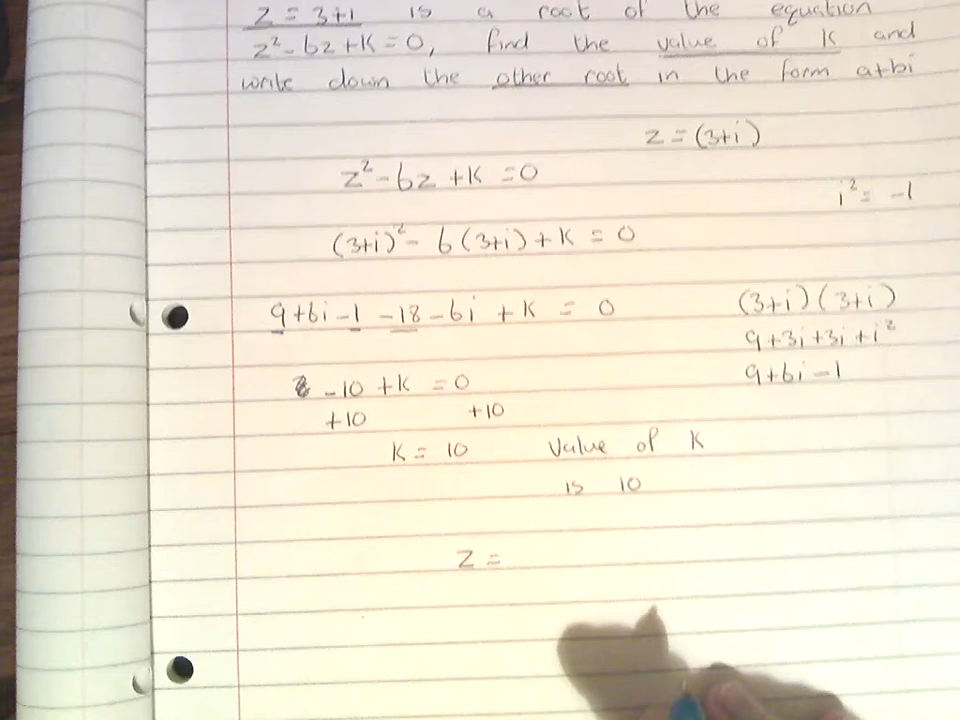 z = 3+i is a root of the equation
z² - 6z + k = 0, find the value of k and
write down the other root in the form a+bi
z = (3+i)
z² - 6z + k = 0
i² = -1
(3+i)² - 6(3+i) + k = 0
9+6i-1 -18-6i + k = 0
(3+i)(3+i)
9+3i+3i+i²
9+6i-1
-10 + k = 0
+10 +10
k = 10 Value of k
is 10
z =